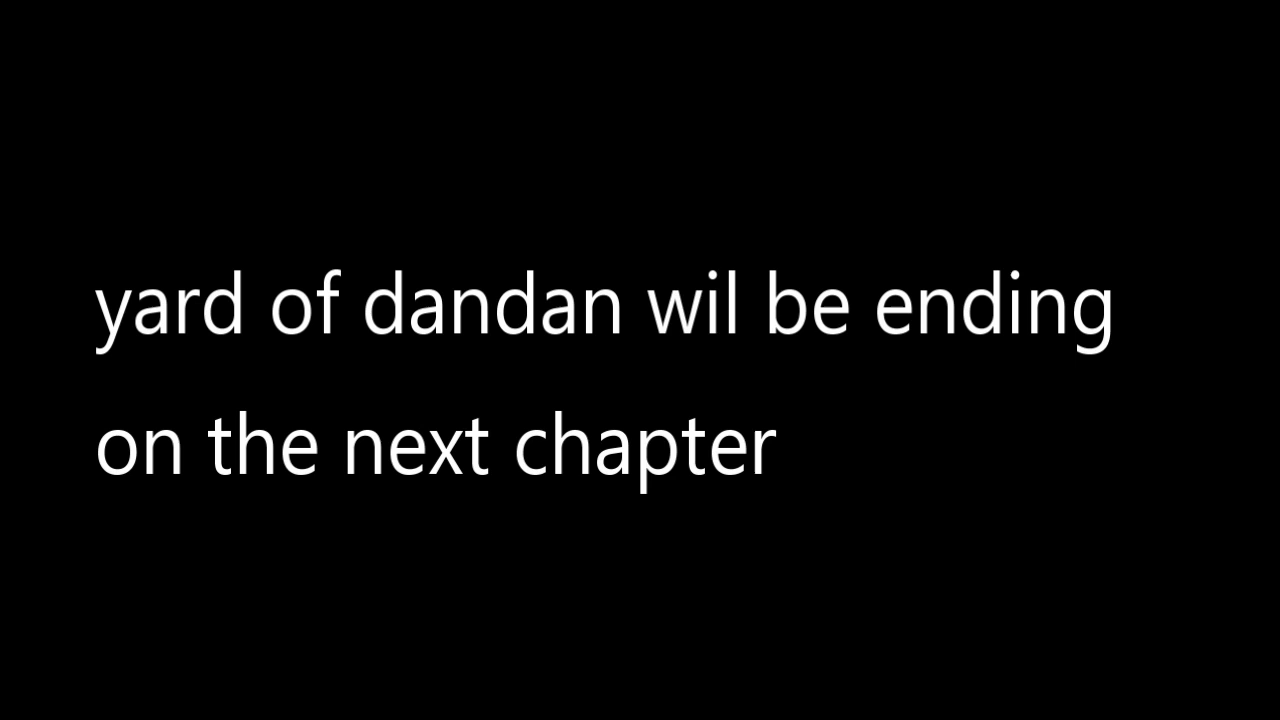 yard of dandan wil be ending
on the next chapter